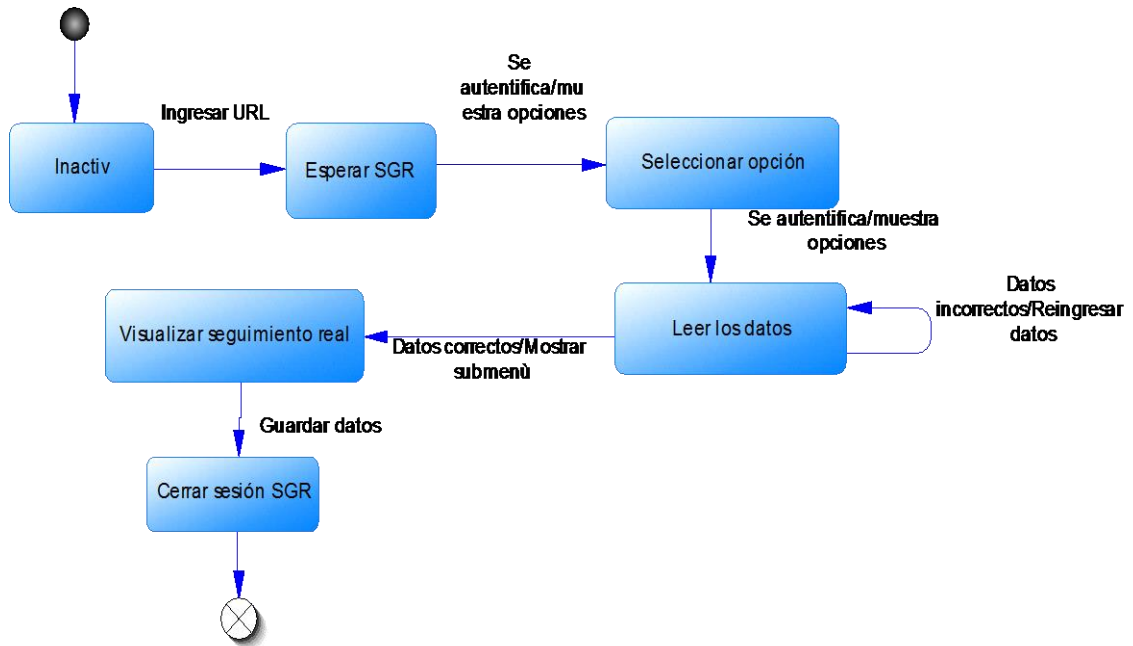 Se
autentifica/mu
estra opciones
Ingresar URL
Inactiv
Esperar SGR
Seleccionar opción
Se autentifica/muestra
opciones
Datos
incorrectos/Reingresar
datos
Leer los datos
Visualizar seguimiento real
Datos correctos/Mostrar
submenù
Guardar datos
Cerrar sesión SGR